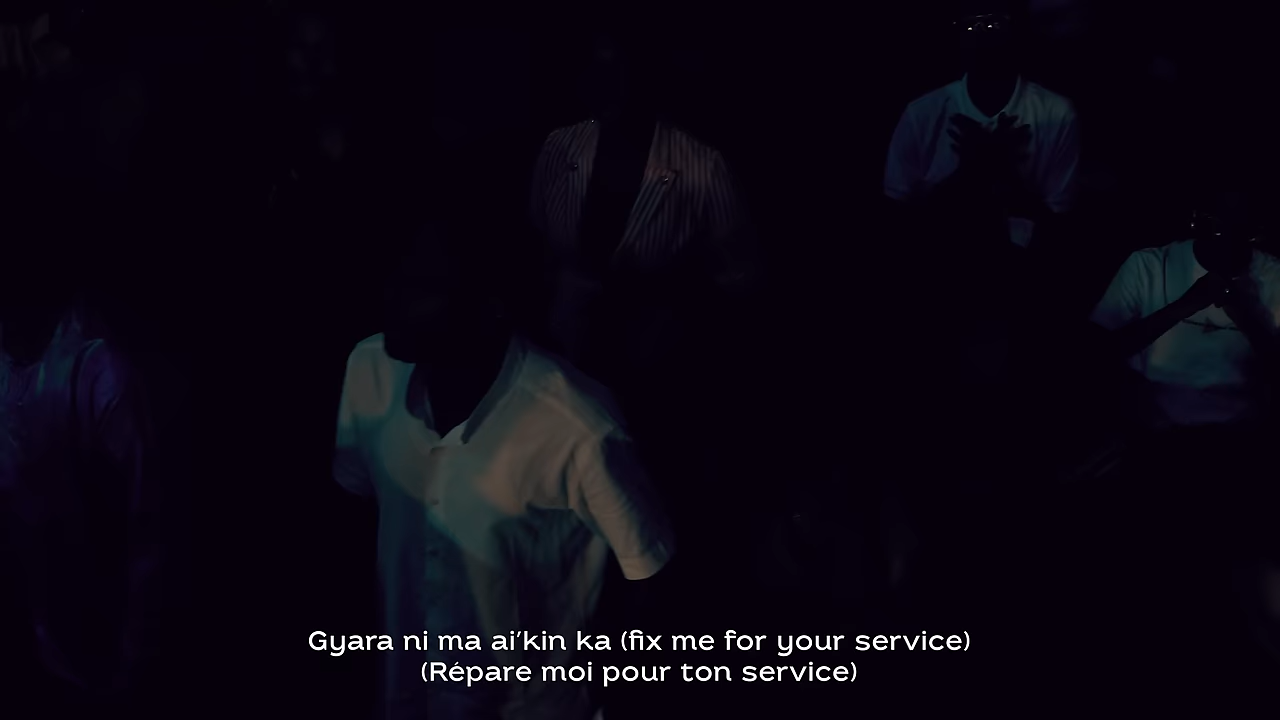 Gyara ni ma ai'kin ka (fix me for your service)
(Répare moi pour ton service)